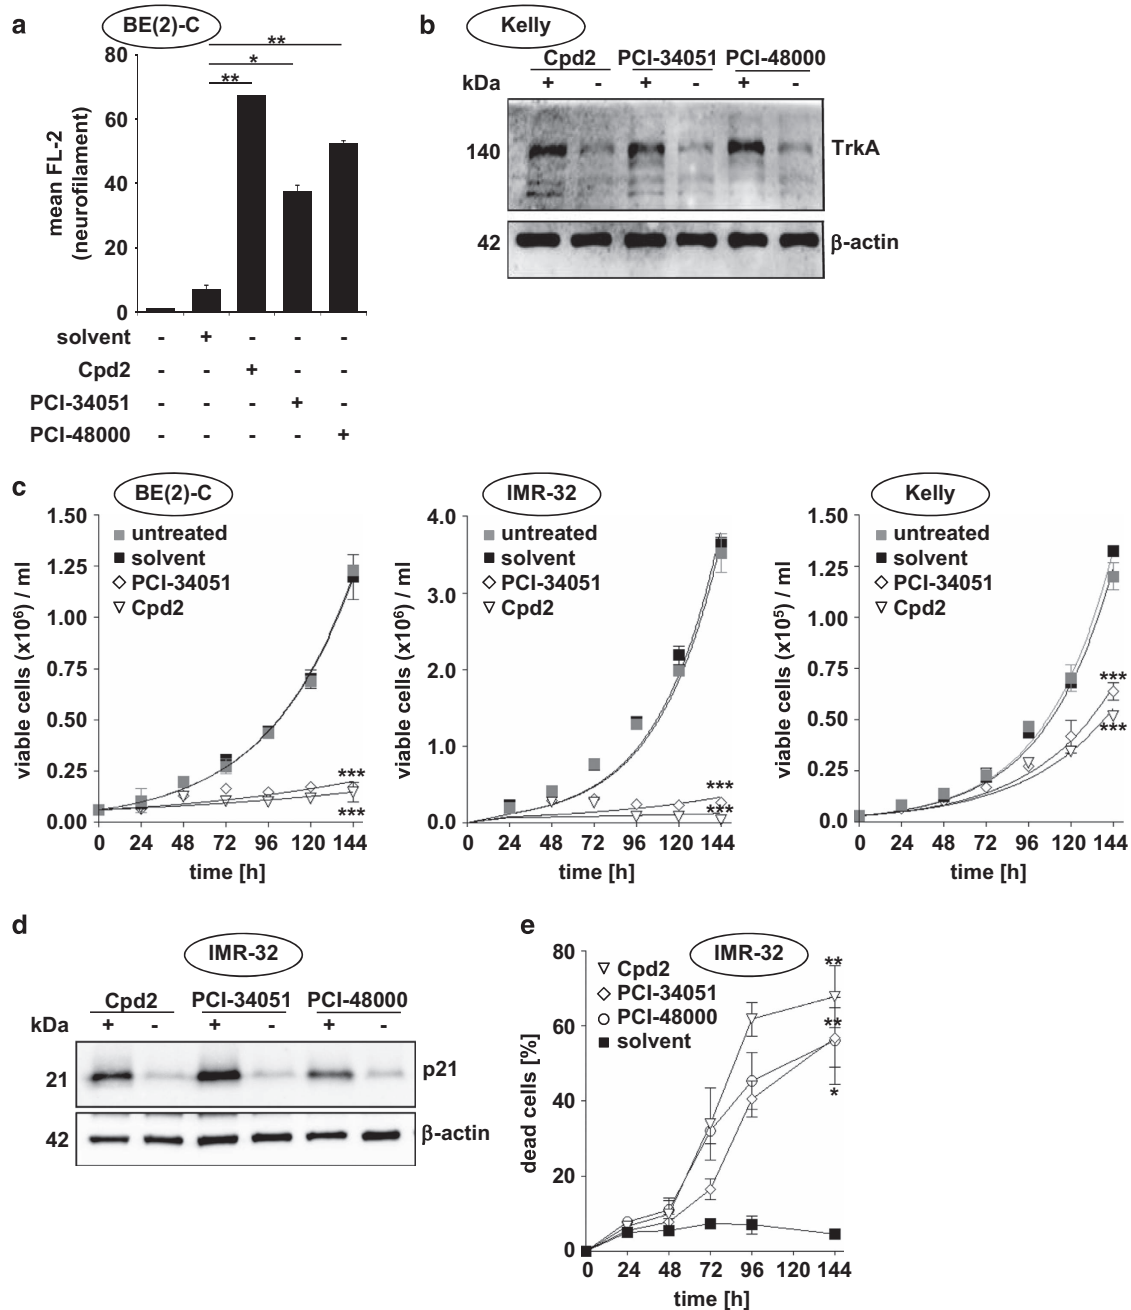 a
BE(2)-C
**
*
**
80
60
40
20
0
mean FL-2
(neurofilament)
solvent - + - - -
Cpd2 - - + - -
PCI-34051 - - - + -
PCI-48000 - - - - +
b
Kelly
Cpd2 PCI-34051 PCI-48000
kDa + - + - + -
140 TrkA
42 β-actin
c
BE(2)-C
untreated
solvent
PCI-34051
Cpd2
1.50
1.25
1.00
0.75
0.50
0.25
0.00
viable cells (x10⁶) / ml
***
***
0 24 48 72 96 120 144
time [h]
IMR-32
untreated
solvent
PCI-34051
Cpd2
4.0
3.0
2.0
1.0
0.0
viable cells (x10⁶) / ml
***
***
0 24 48 72 96 120 144
time [h]
Kelly
untreated
solvent
PCI-34051
Cpd2
1.50
1.25
1.00
0.75
0.50
0.25
0.0
viable cells (x10⁵) / ml
***
***
0 24 48 72 96 120 144
time [h]
d
IMR-32
Cpd2 PCI-34051 PCI-48000
kDa + - + - + -
21 p21
42 β-actin
e
IMR-32
Cpd2
PCI-34051
PCI-48000
solvent
80
60
40
20
0
dead cells [%]
**
**
*
0 24 48 72 96 120 144
time [h]